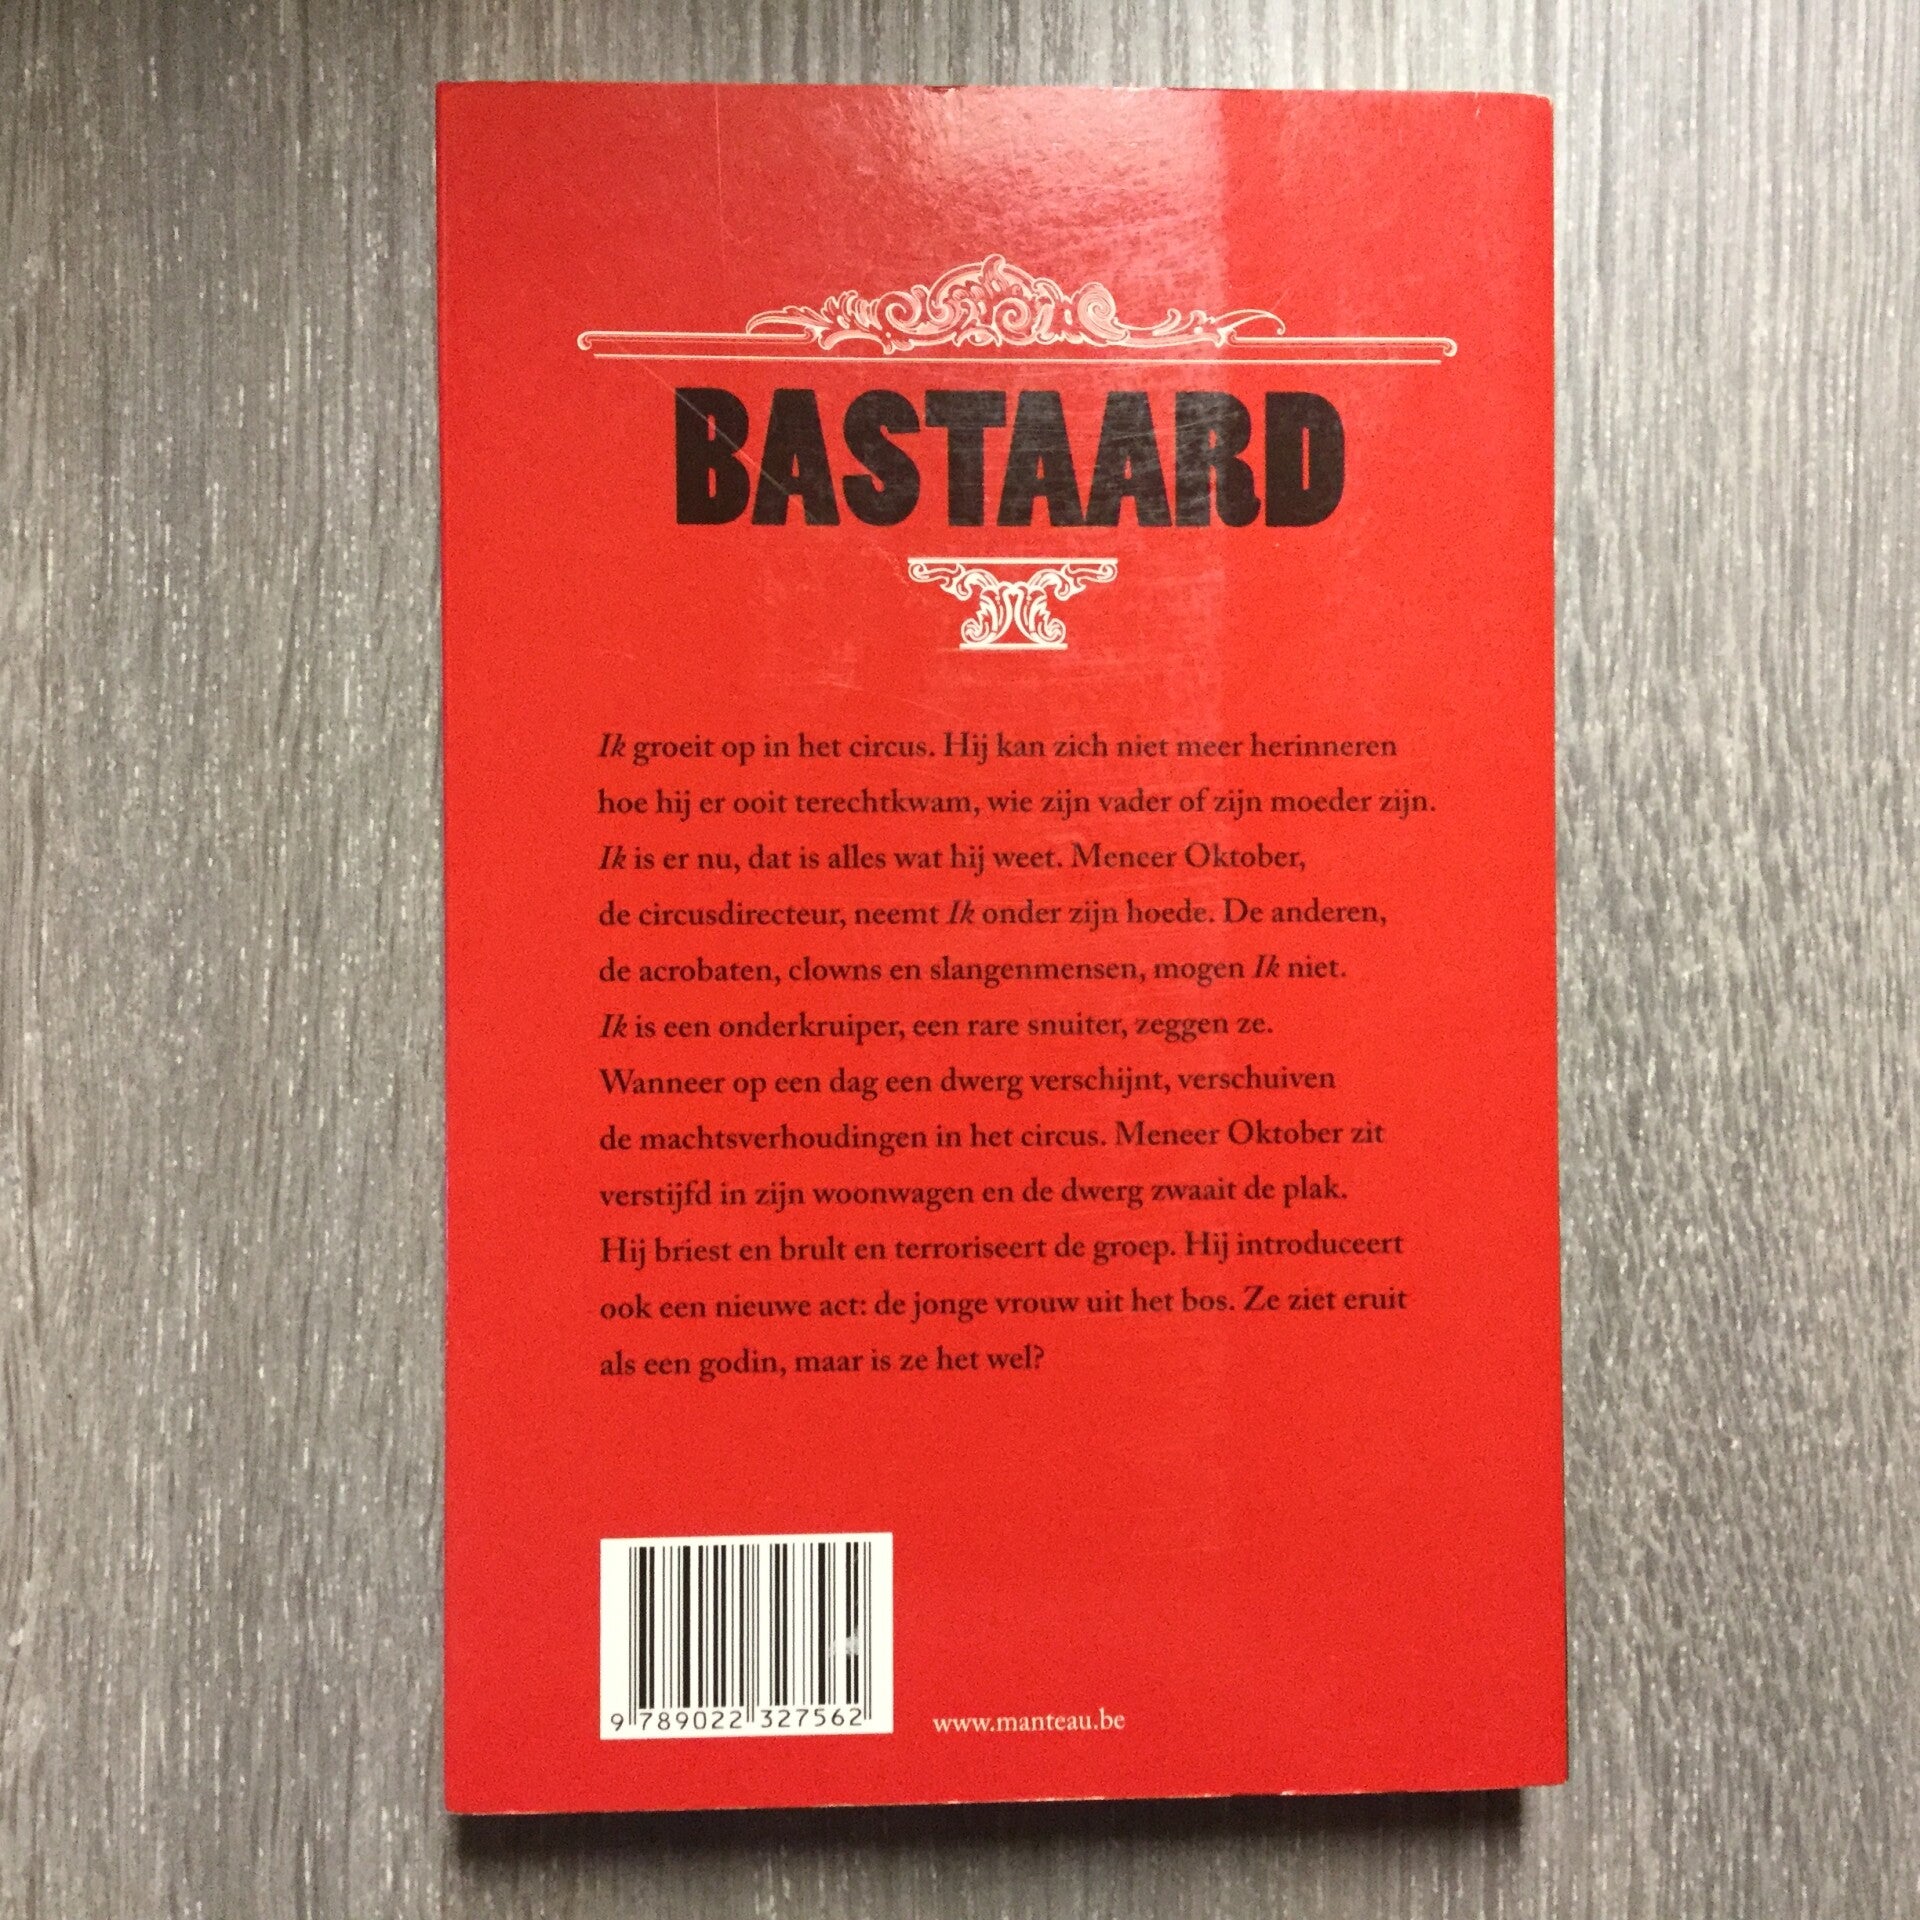 BASTAARD
Ik groeit op in het circus. Hij kan zich niet meer herinneren
hoe hij er ooit terechtkwam, wie zijn vader of zijn moeder zijn.
Ik is er nu, dat is alles wat hij weet. Meneer Oktober,
de circusdirecteur, neemt Ik onder zijn hoede. De anderen,
de acrobaten, clowns en slangenmensen, mogen Ik niet.
Ik is een onderkruiper, een rare snuiter, zeggen ze.
Wanneer op een dag een dwerg verschijnt, verschuiven
de machtsverhoudingen in het circus. Meneer Oktober zit
verstijfd in zijn woonwagen en de dwerg zwaait de plak.
Hij briest en brult en terroriseert de groep. Hij introduceert
ook een nieuwe act: de jonge vrouw uit het bos. Ze ziet eruit
als een godin, maar is ze het wel?
9 789022 327562
www.manteau.be